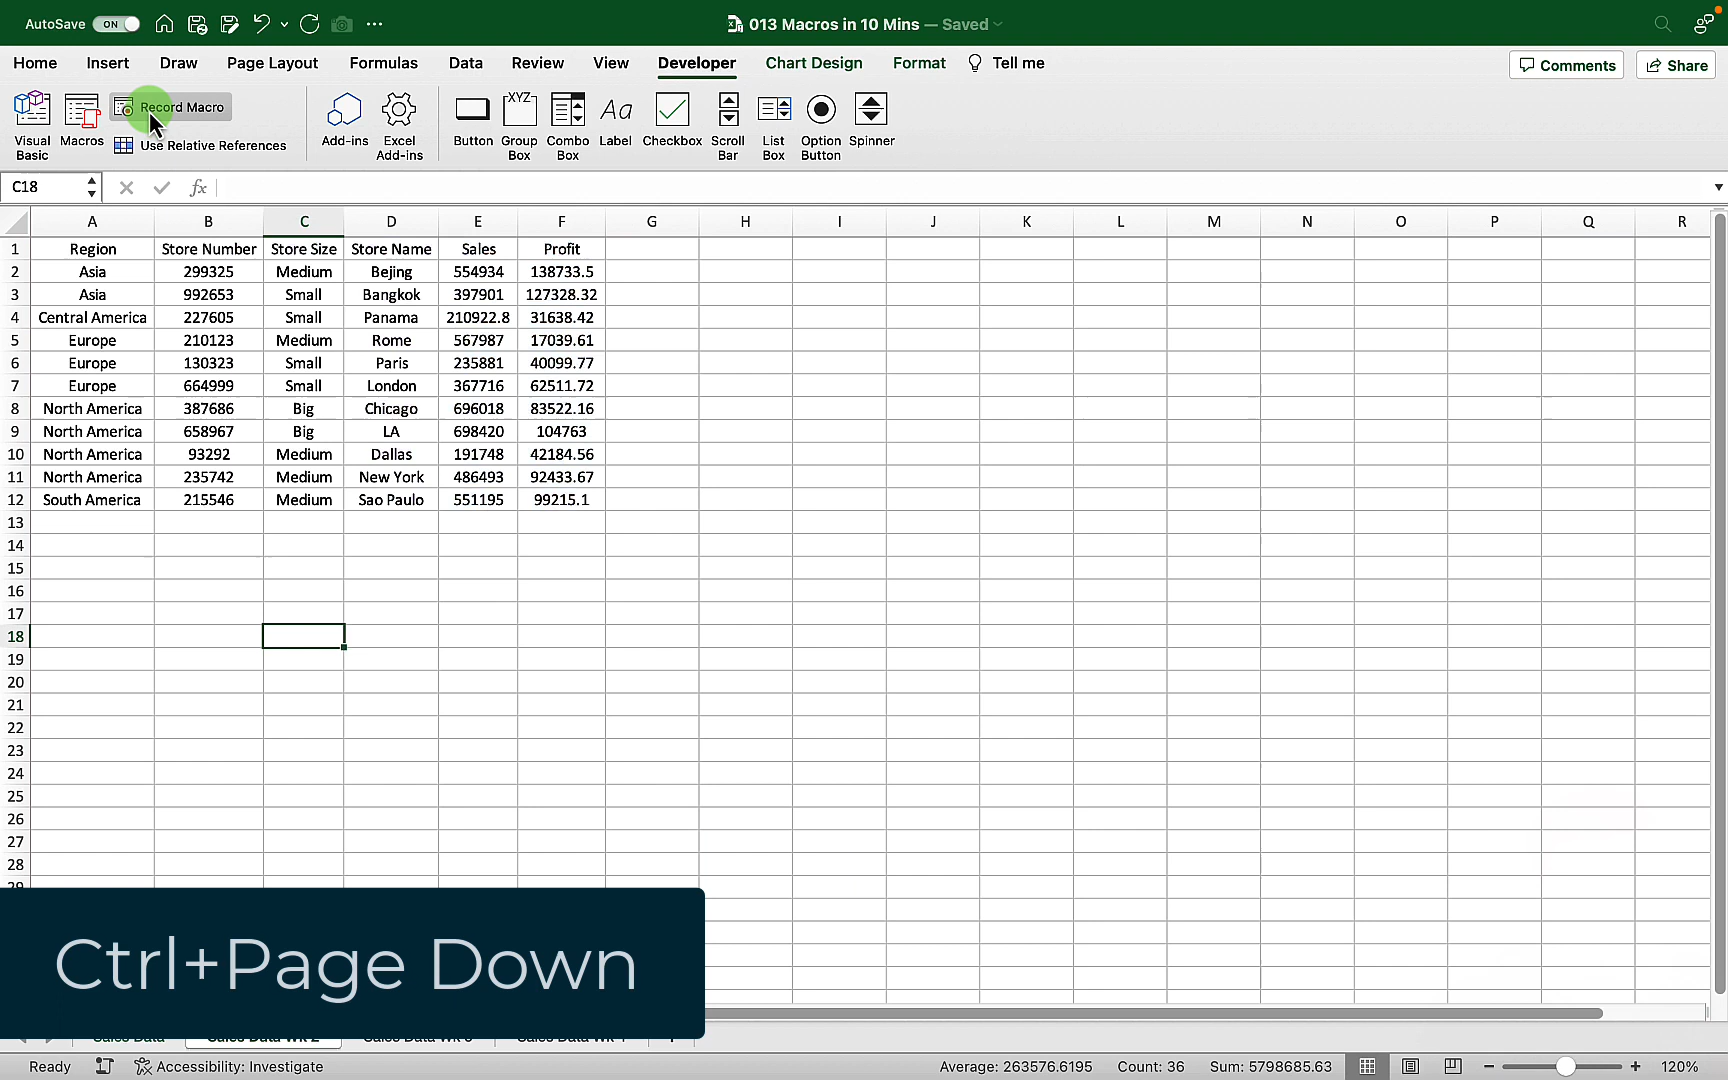 AutoSave ON 013 Macros in 10 Mins — Saved
Home Insert Draw Page Layout Formulas Data Review View Developer Chart Design Format Tell me Comments Share
Visual Basic
Macros
Record Macro
Use Relative References
Add-ins
Excel Add-ins
Button
XYZ
Group Box
Combo Box
Aa
Label
Checkbox
Scroll Bar
List Box
Option Button
Spinner
C18 fx
A B C D E F G H I J K L M N O P Q R
1 Region Store Number Store Size Store Name Sales Profit
2 Asia 299325 Medium Bejing 554934 138733.5
3 Asia 992653 Small Bangkok 397901 127328.32
4 Central America 227605 Small Panama 210922.8 31638.42
5 Europe 210123 Medium Rome 567987 17039.61
6 Europe 130323 Small Paris 235881 40099.77
7 Europe 664999 Small London 367716 62511.72
8 North America 387686 Big Chicago 696018 83522.16
9 North America 658967 Big LA 698420 104763
10 North America 93292 Medium Dallas 191748 42184.56
11 North America 235742 Medium New York 486493 92433.67
12 South America 215546 Medium Sao Paulo 551195 99215.1
13
14
15
16
17
18
19
20
21
22
23
24
25
26
27
28
29
Ctrl+Page Down
Sales Data Sales Data Wk 2 Sales Data Wk 3 Sales Data Wk 4
Ready Accessibility: Investigate Average: 263576.6195 Count: 36 Sum: 5798685.63 120%